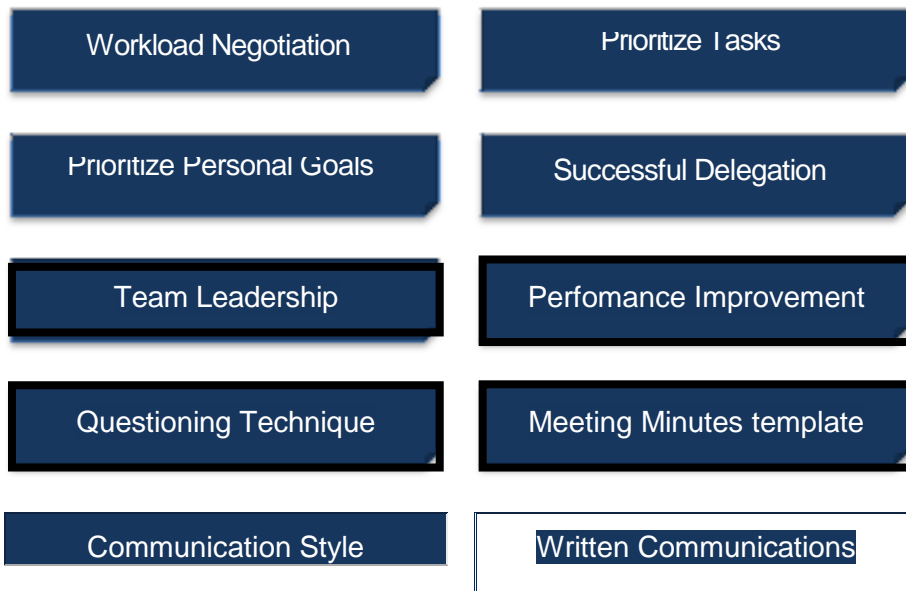 Workload Negotiation
Prioritize Tasks
Prioritize Personal Goals
Successful Delegation
Team Leadership
Perfomance Improvement
Questioning Technique
Meeting Minutes template
Communication Style
Written Communications